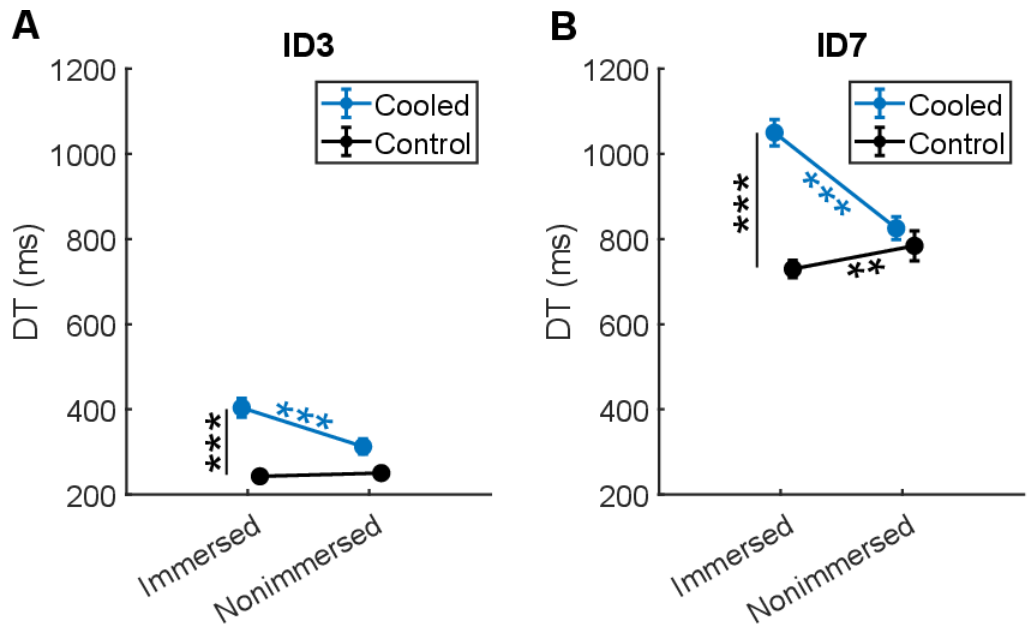 A
ID3
1200
1000
800
600
400
200
DT (ms)
Cooled
Control
***
***
Immersed
Nonimmersed
B
ID7
1200
1000
800
600
400
200
DT (ms)
Cooled
Control
***
***
**
Immersed
Nonimmersed